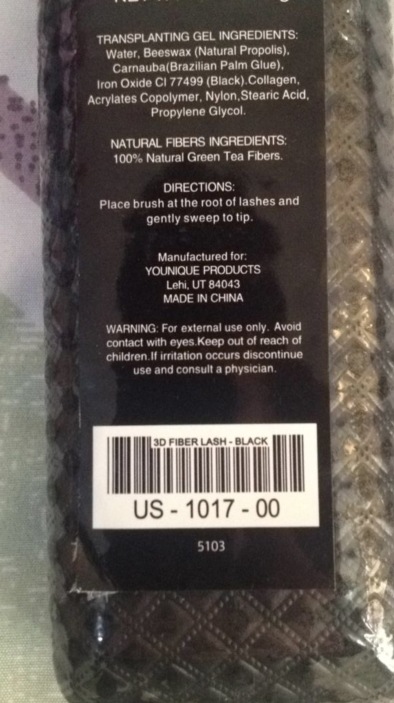 TRANSPLANTING GEL INGREDIENTS:
Water, Beeswax (Natural Propolis),
Carnauba(Brazilian Palm Glue),
Iron Oxide CI 77499 (Black).Collagen,
Acrylates Copolymer, Nylon,Stearic Acid,
Propylene Glycol.
NATURAL FIBERS INGREDIENTS:
100% Natural Green Tea Fibers.
DIRECTIONS:
Place brush at the root of lashes and
gently sweep to tip.
Manufactured for:
YOUNIQUE PRODUCTS
Lehi, UT 84043
MADE IN CHINA
WARNING: For external use only. Avoid
contact with eyes.Keep out of reach of
children.If irritation occurs discontinue
use and consult a physician.
3D FIBER LASH - BLACK
US - 1017 - 00
5103